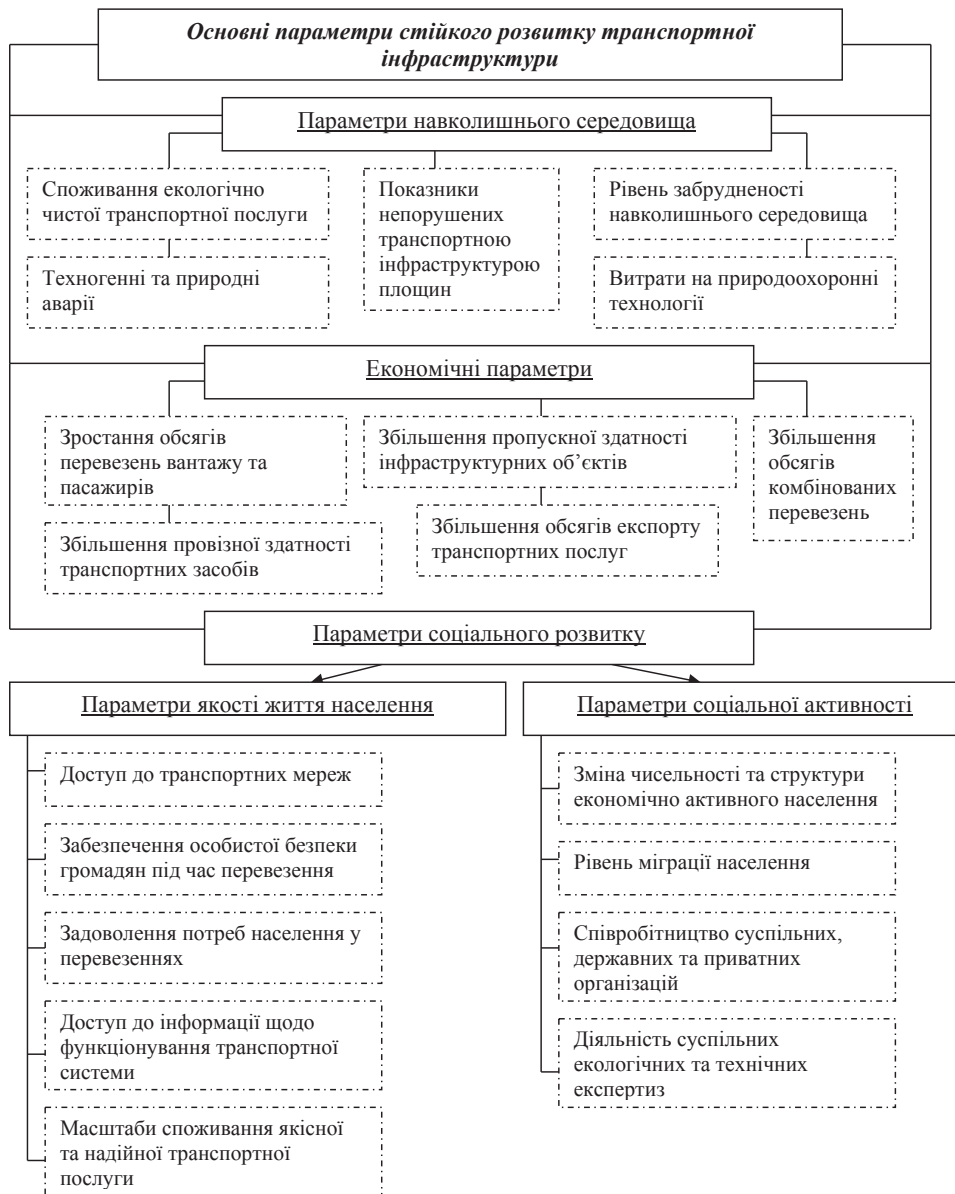 Основні параметри стійкого розвитку транспортної
інфраструктури
Параметри навколишнього середовища
Споживання екологічно
чистої транспортної послуги
Техногенні та природні
аварії
Показники
непорушених
транспортною
інфраструктурою
площин
Рівень забрудненості
навколишнього середовища
Витрати на природоохоронні
технології
Економічні параметри
Зростання обсягів
перевезень вантажу та
пасажирів
Збільшення провізної здатності
транспортних засобів
Збільшення пропускної здатності
інфраструктурних об’єктів
Збільшення обсягів експорту
транспортних послуг
Збільшення
обсягів
комбінованих
перевезень
Параметри соціального розвитку
Параметри якості життя населення
Доступ до транспортних мереж
Забезпечення особистої безпеки
громадян під час перевезення
Задоволення потреб населення у
перевезеннях
Доступ до інформації щодо
функціонування транспортної
системи
Масштаби споживання якісної
та надійної транспортної
послуги
Параметри соціальної активності
Зміна чисельності та структури
економічно активного населення
Рівень міграції населення
Співробітництво суспільних,
державних та приватних
організацій
Діяльність суспільних
екологічних та технічних
експертиз